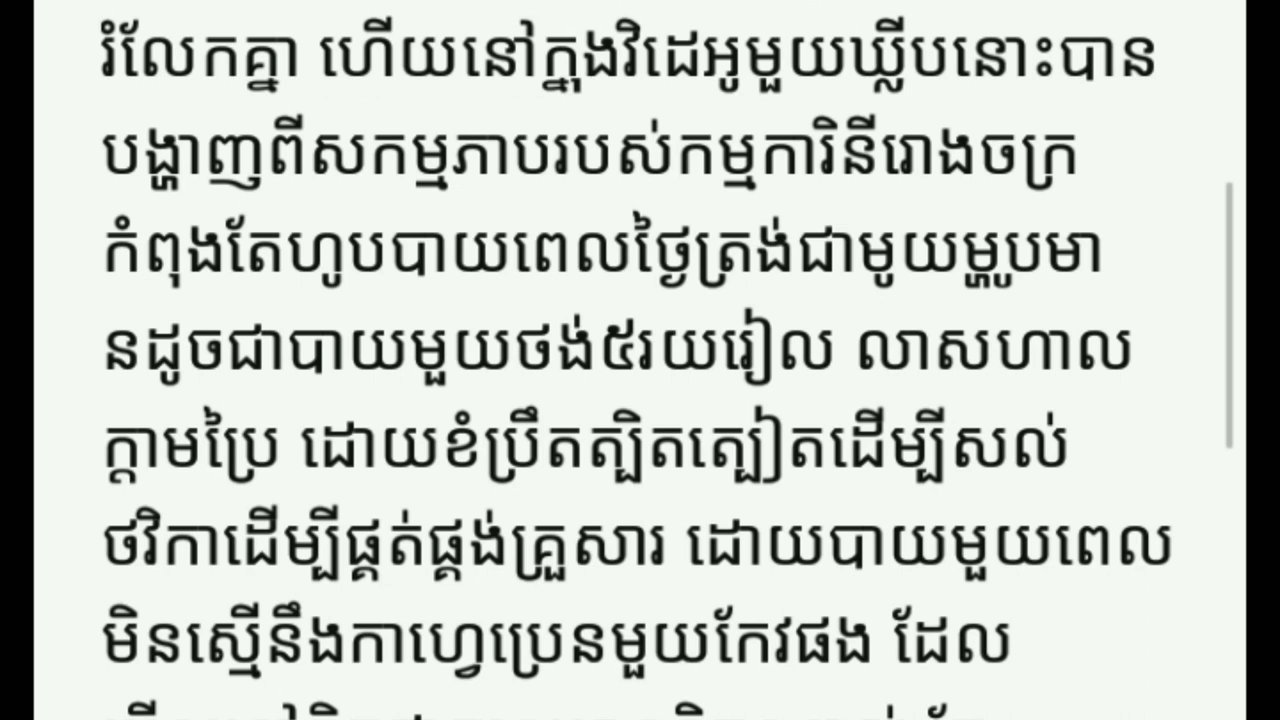 រំលែកគ្នា ហើយនៅក្នុងវិដេអូមួយឃ្លីបនោះបាន
បង្ហាញពីសកម្មភាបរបស់កម្មការិនីរោងចក្រ
កំពុងតែហូបបាយពេលថ្ងៃត្រង់ជាមូយម្ហូបមា
នដូចជាបាយមួយថង់៥រយរៀល លាសហាល
ក្ដាមប្រៃ ដោយខំប្រឹតត្បិតត្បៀតដើម្បីសល់
ថវិកាដើម្បីផ្គត់ផ្គង់គ្រួសារ ដោយបាយមួយពេល
មិនស្មើនឹងកាហ្វេប្រេនមួយកែវផង ដែល